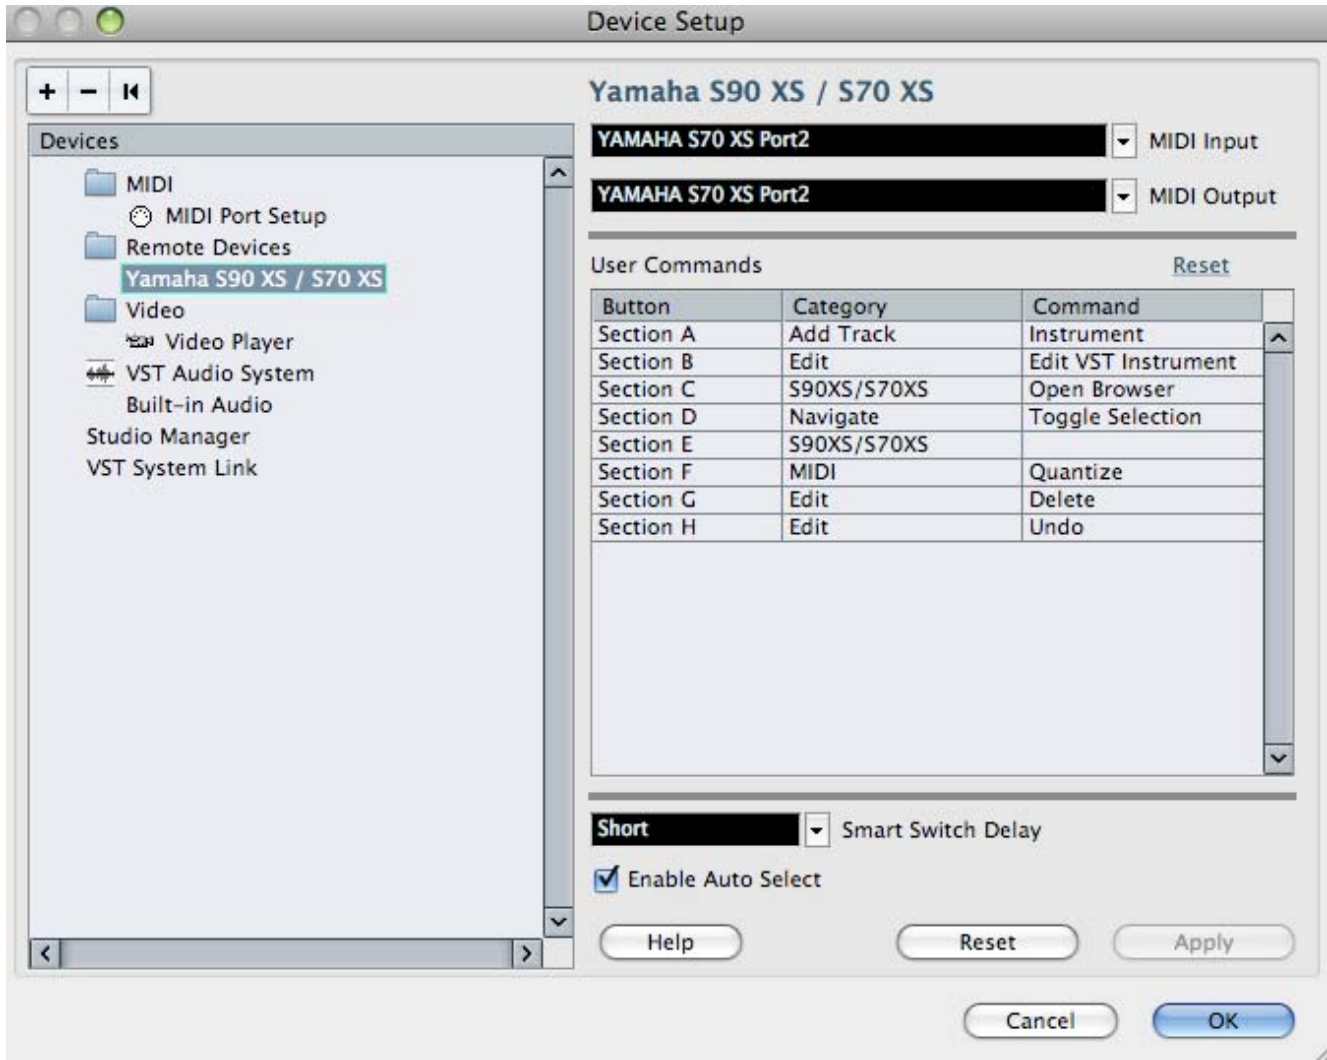 Device Setup
+ -
Devices
MIDI
MIDI Port Setup
Remote Devices
Yamaha S90 XS / S70 XS
Video
Video Player
VST Audio System
Built-in Audio
Studio Manager
VST System Link
Yamaha S90 XS / S70 XS
YAMAHA S70 XS Port2 MIDI Input
YAMAHA S70 XS Port2 MIDI Output
User Commands Reset
Button Category Command
Section A Add Track Instrument
Section B Edit Edit VST Instrument
Section C S90XS/S70XS Open Browser
Section D Navigate Toggle Selection
Section E S90XS/S70XS
Section F MIDI Quantize
Section G Edit Delete
Section H Edit Undo
Short Smart Switch Delay
Enable Auto Select
Help Reset Apply
Cancel OK